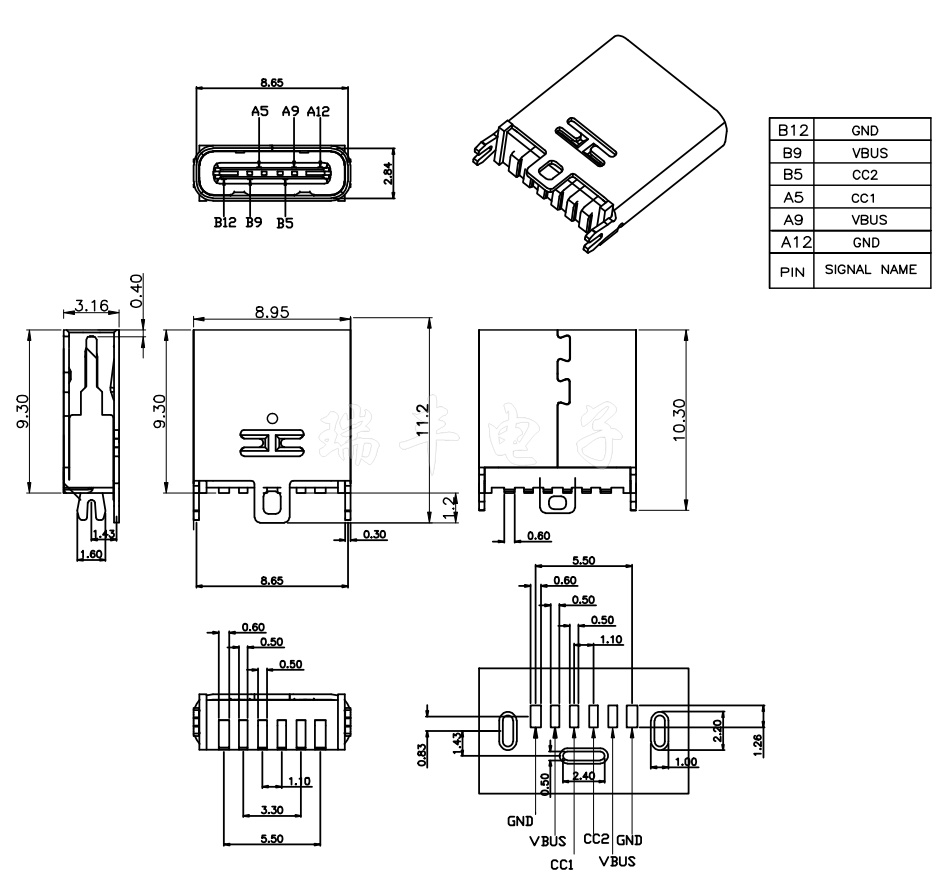 8.65
A5 A9 A12
2.84
B12 B9 B5
B12 GND
B9 VBUS
B5 CC2
A5 CC1
A9 VBUS
A12 GND
PIN SIGNAL NAME
3.16
0.40
8.95
9.30
9.30
11.2
10.30
瑞丰电子
1.2
1.43
1.60
0.30
8.65
0.60
5.50
0.60
0.50
0.50
1.10
0.60
0.50
0.50
1.10
3.30
5.50
0.83
1.43
0.50
2.40
2.20
1.26
1.00
GND
VBUS
CC1
CC2
GND
VBUS